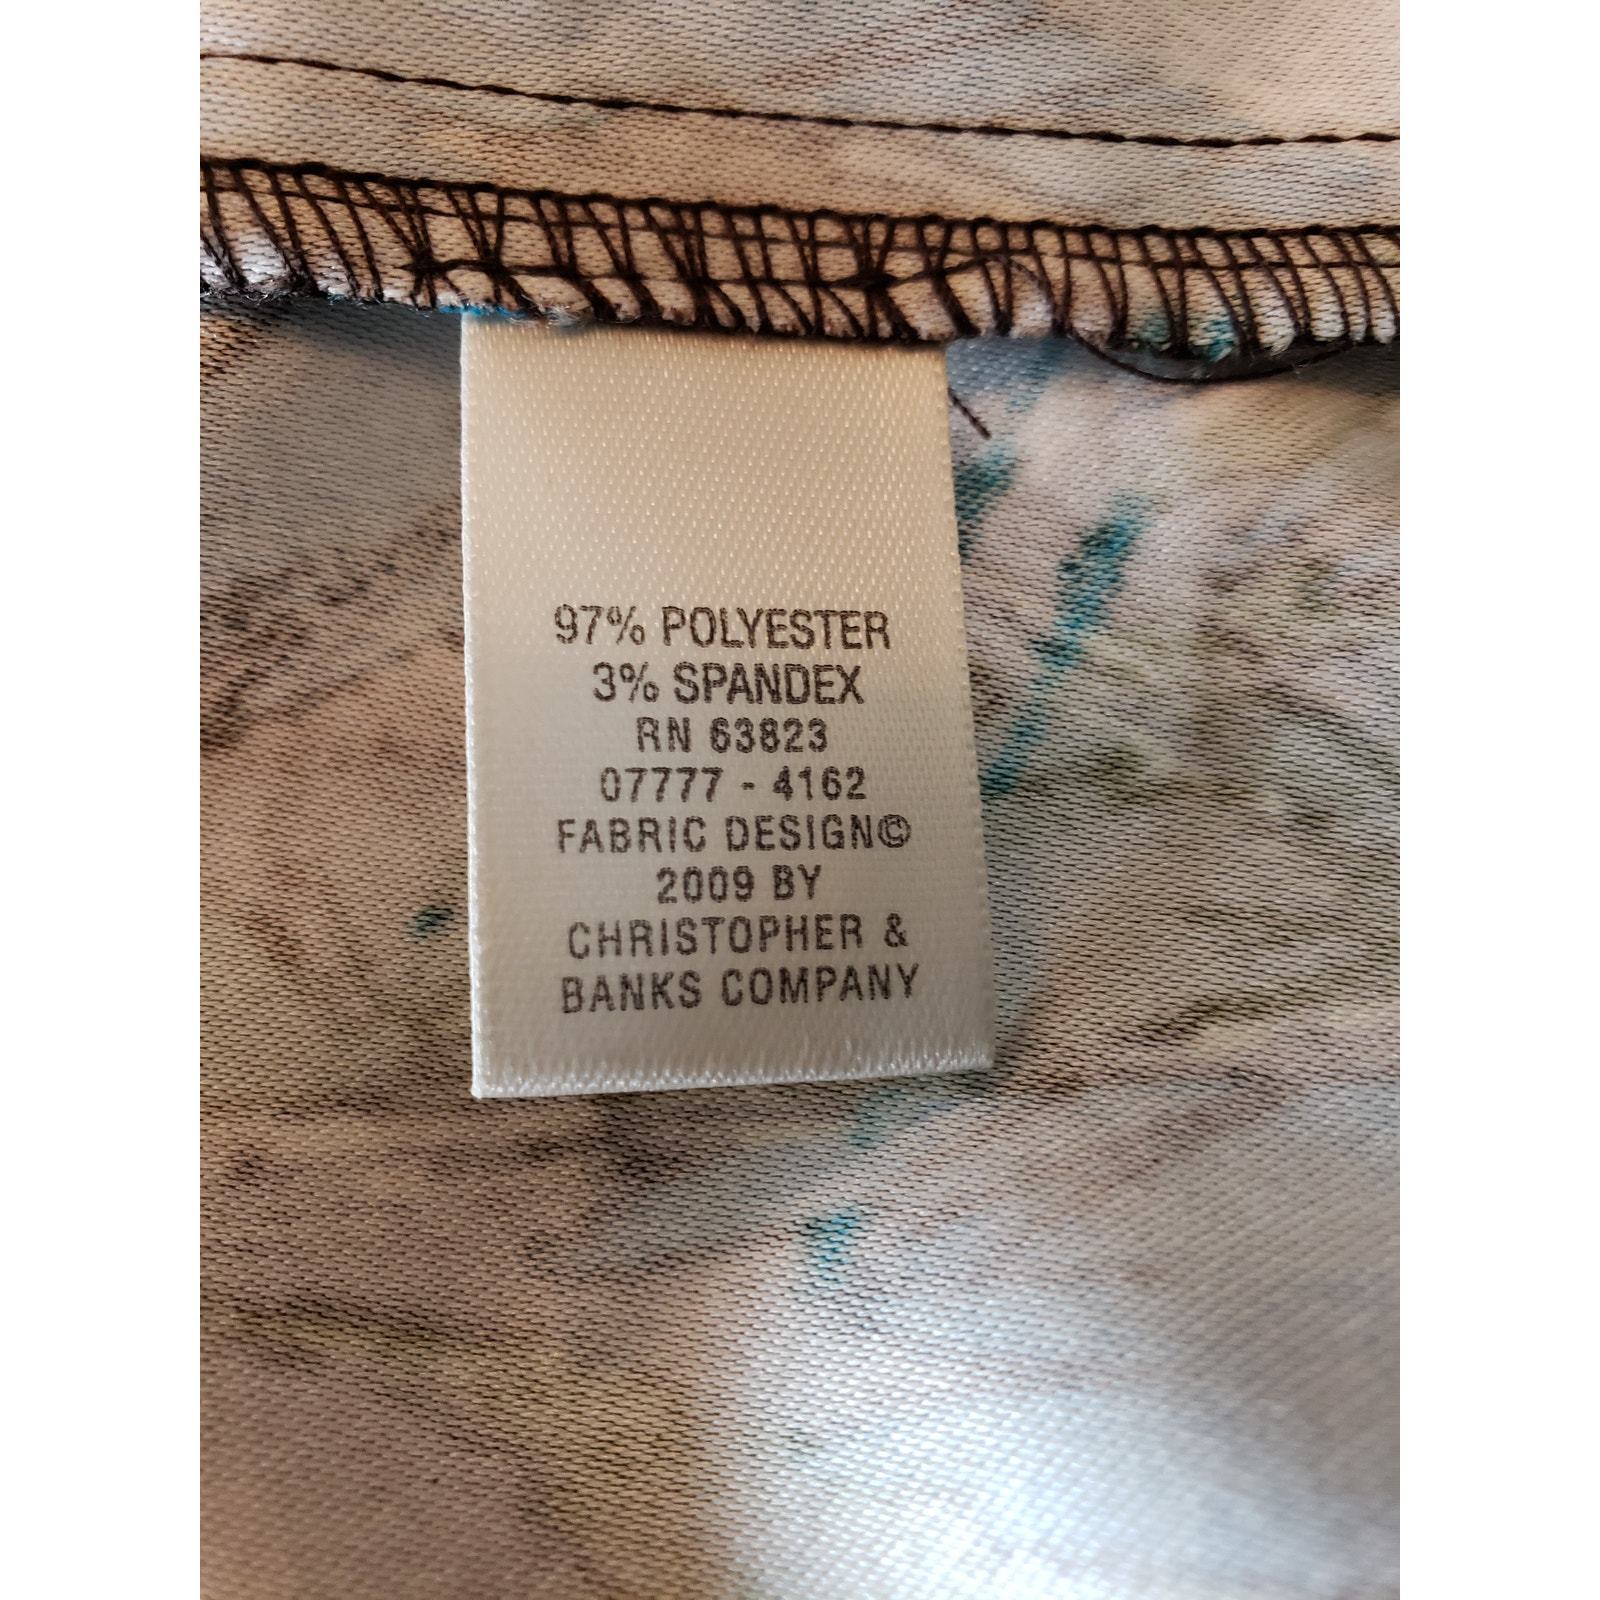 97% POLYESTER
3% SPANDEX
RN 63823
07777 - 4162
FABRIC DESIGN©
2009 BY
CHRISTOPHER &
BANKS COMPANY